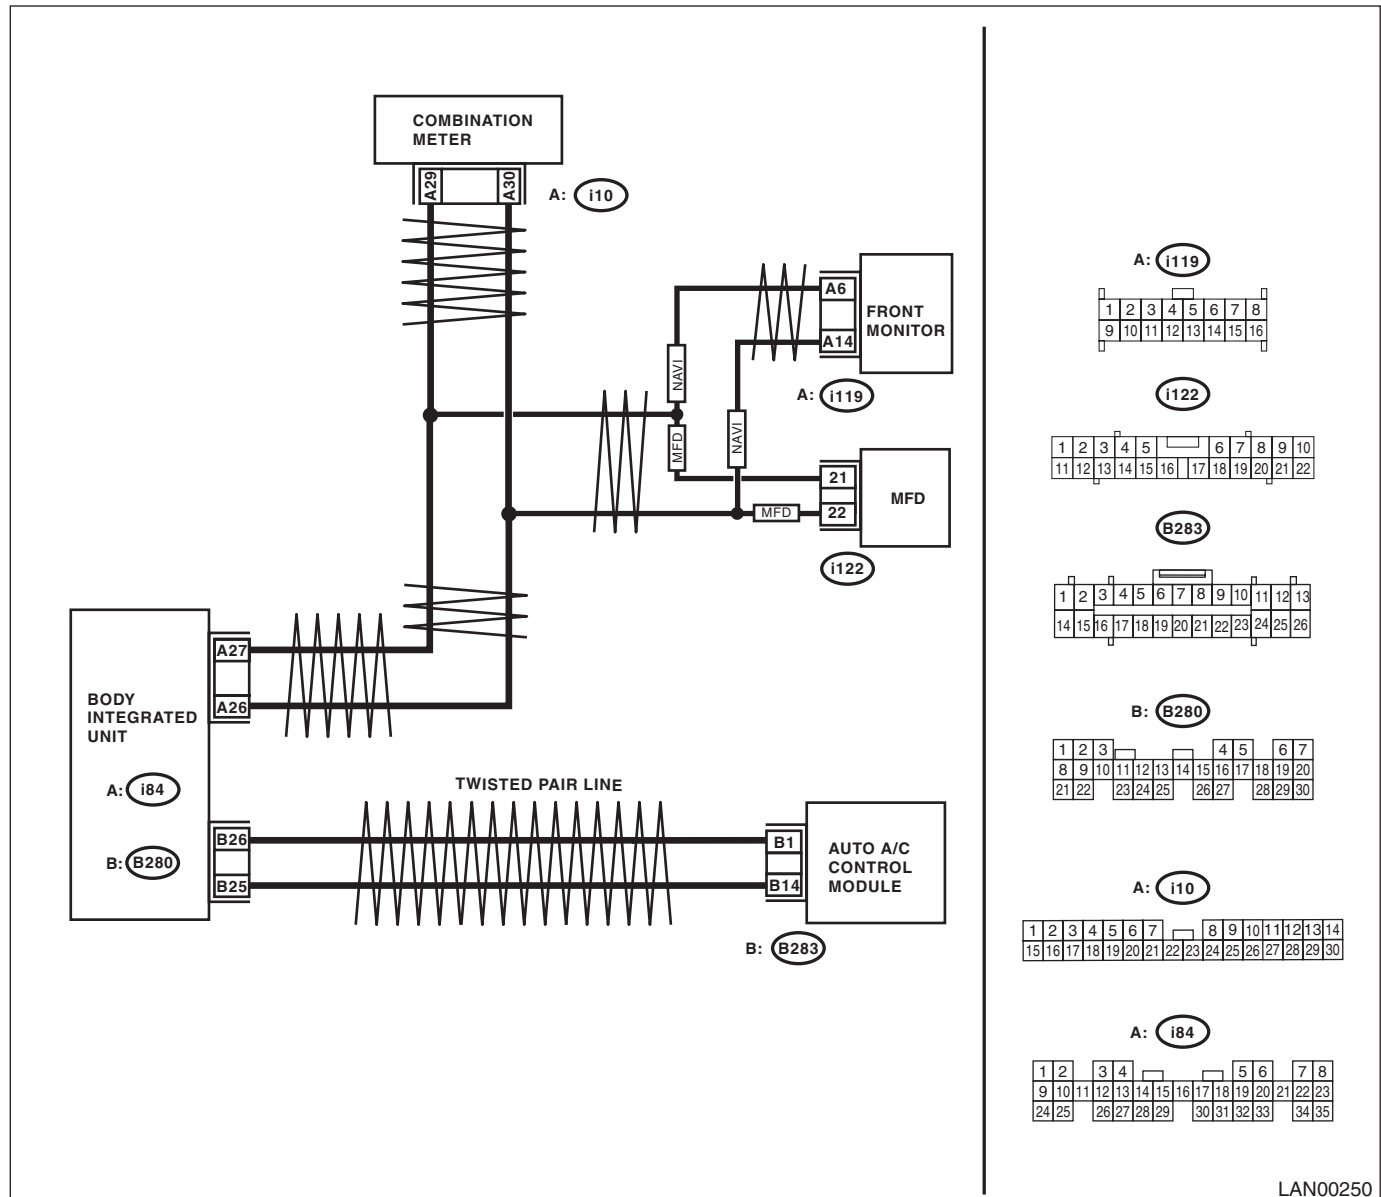 COMBINATION
METER
A29
A30
A: i10
A6
A14
FRONT
MONITOR
A: i119
NAVI
MFD
NAVI
MFD
21
22
MFD
i122
A27
A26
BODY
INTEGRATED
UNIT
A: i84
B: B280
B26
B25
TWISTED PAIR LINE
B1
B14
AUTO A/C
CONTROL
MODULE
B: B283
A: i119
1 2 3 4 5 6 7 8
9 10 11 12 13 14 15 16
i122
1 2 3 4 5 6 7 8 9 10
11 12 13 14 15 16 17 18 19 20 21 22
B283
1 2 3 4 5 6 7 8 9 10 11 12 13
14 15 16 17 18 19 20 21 22 23 24 25 26
B: B280
1 2 3 4 5 6 7
8 9 10 11 12 13 14 15 16 17 18 19 20
21 22 23 24 25 26 27 28 29 30
A: i10
1 2 3 4 5 6 7 8 9 10 11 12 13 14
15 16 17 18 19 20 21 22 23 24 25 26 27 28 29 30
A: i84
1 2 3 4 5 6 7 8
9 10 11 12 13 14 15 16 17 18 19 20 21 22 23
24 25 26 27 28 29 30 31 32 33 34 35
LAN00250